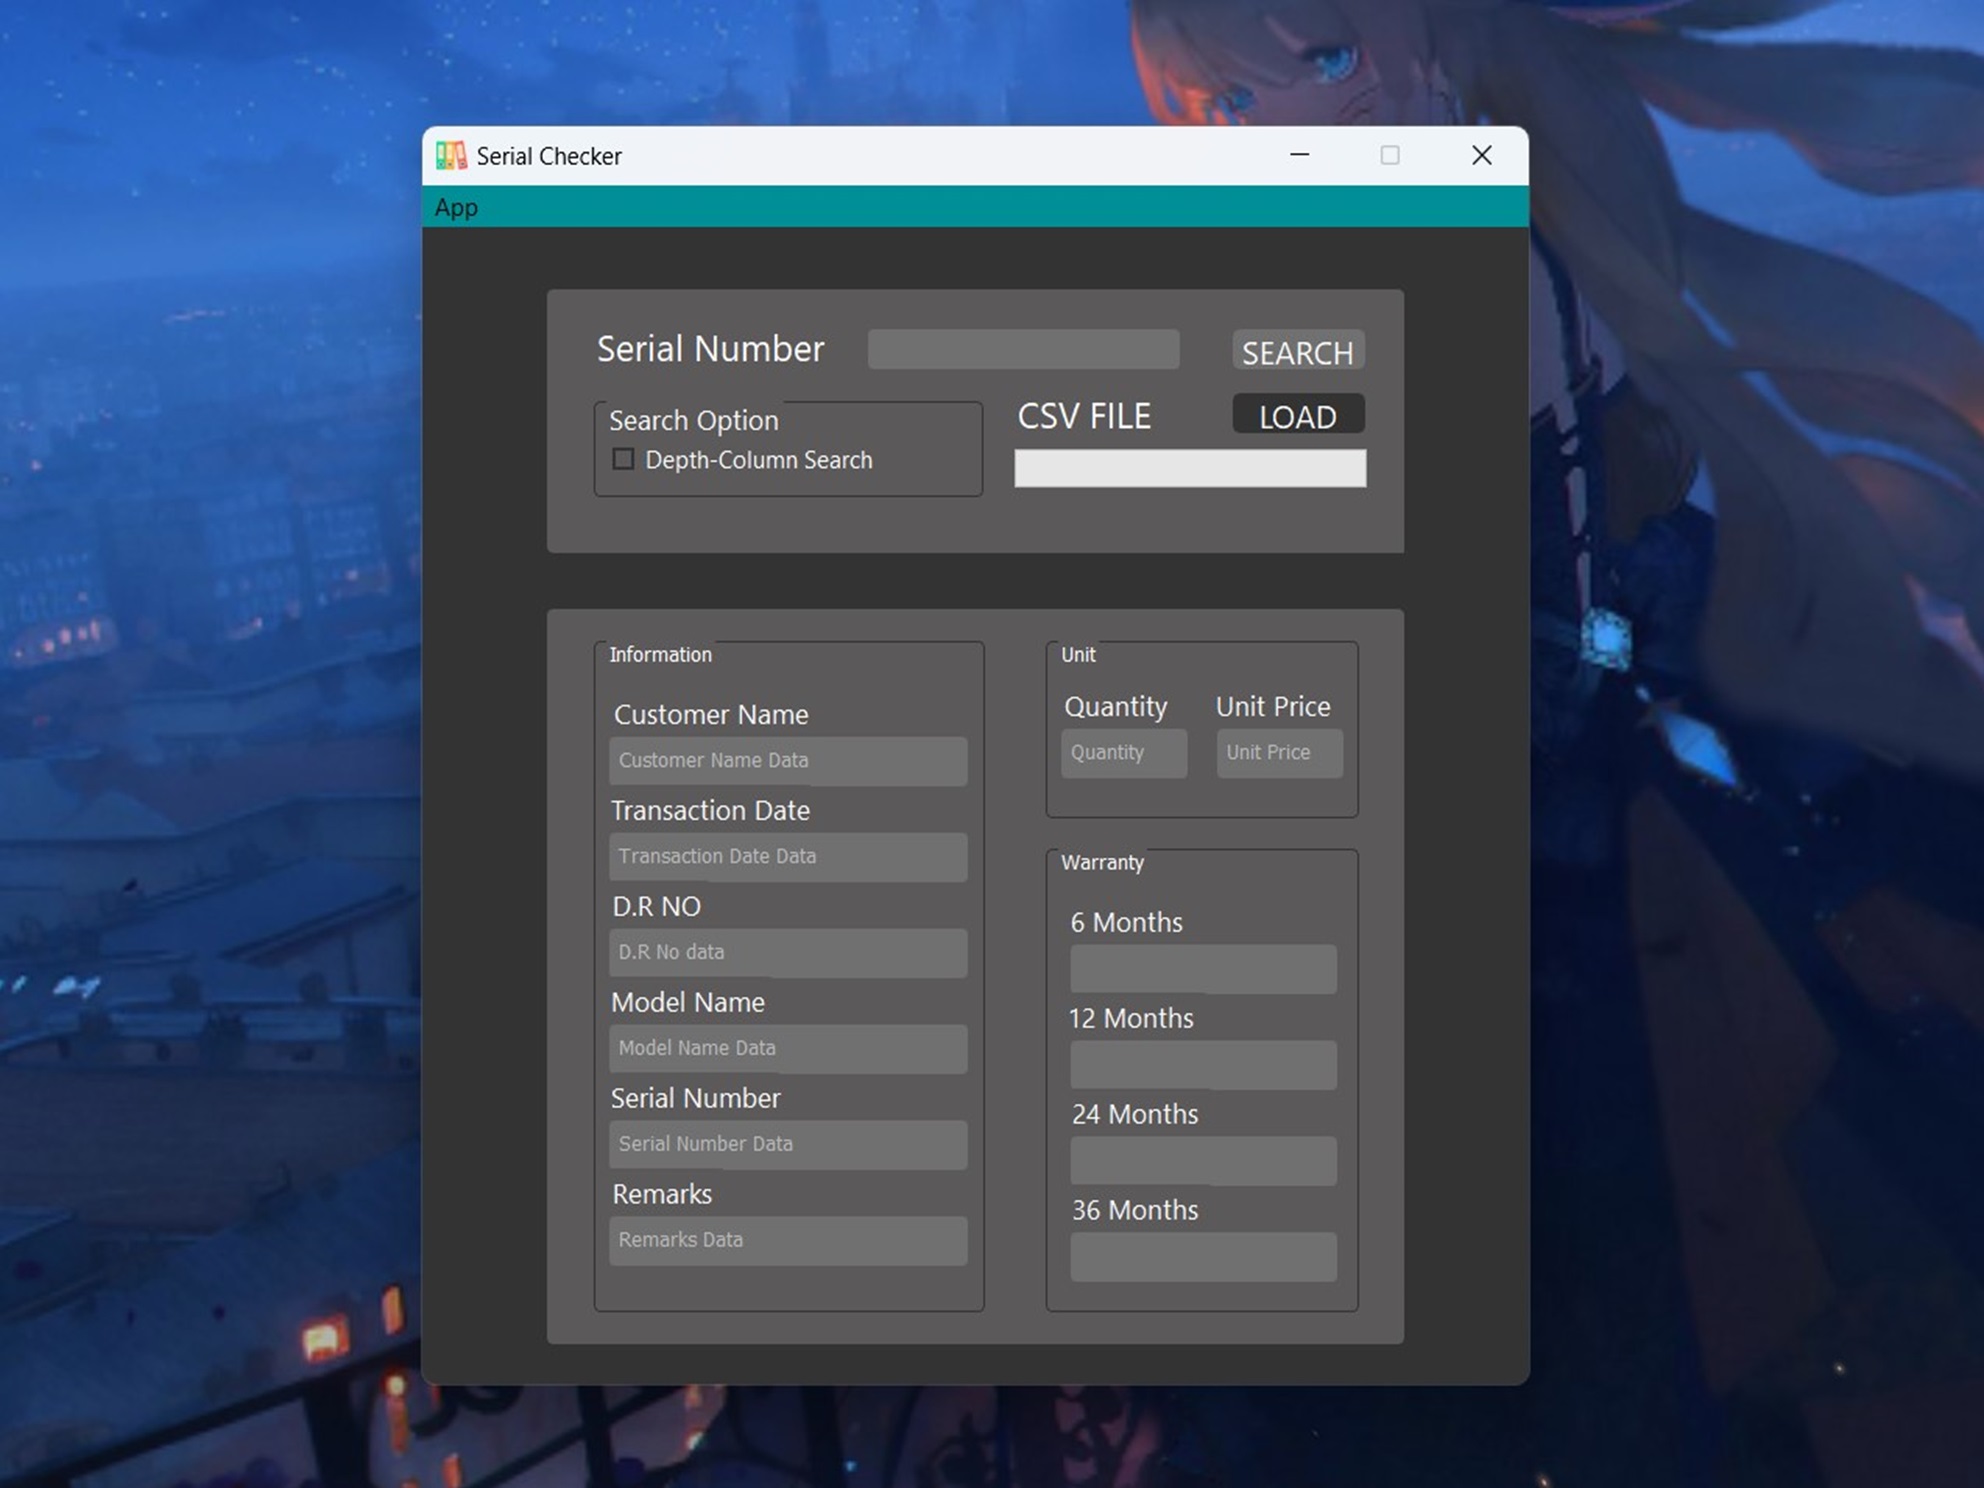 Serial Checker
App
Serial Number
SEARCH
Search Option
Depth-Column Search
CSV FILE
LOAD
Information
Customer Name
Customer Name Data
Transaction Date
Transaction Date Data
D.R NO
D.R No data
Model Name
Model Name Data
Serial Number
Serial Number Data
Remarks
Remarks Data
Unit
Quantity
Unit Price
Quantity
Unit Price
Warranty
6 Months
12 Months
24 Months
36 Months